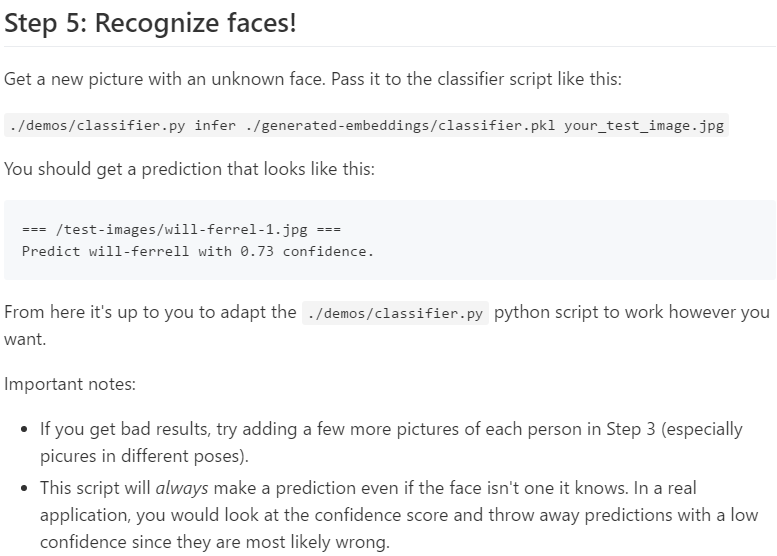 Step 5: Recognize faces!
Get a new picture with an unknown face. Pass it to the classifier script like this:
./demos/classifier.py infer ./generated-embeddings/classifier.pkl your_test_image.jpg
You should get a prediction that looks like this:
=== /test-images/will-ferrel-1.jpg ===
Predict will-ferrell with 0.73 confidence.
From here it's up to you to adapt the ./demos/classifier.py python script to work however you
want.
Important notes:
• If you get bad results, try adding a few more pictures of each person in Step 3 (especially
picures in different poses).
• This script will always make a prediction even if the face isn't one it knows. In a real
application, you would look at the confidence score and throw away predictions with a low
confidence since they are most likely wrong.